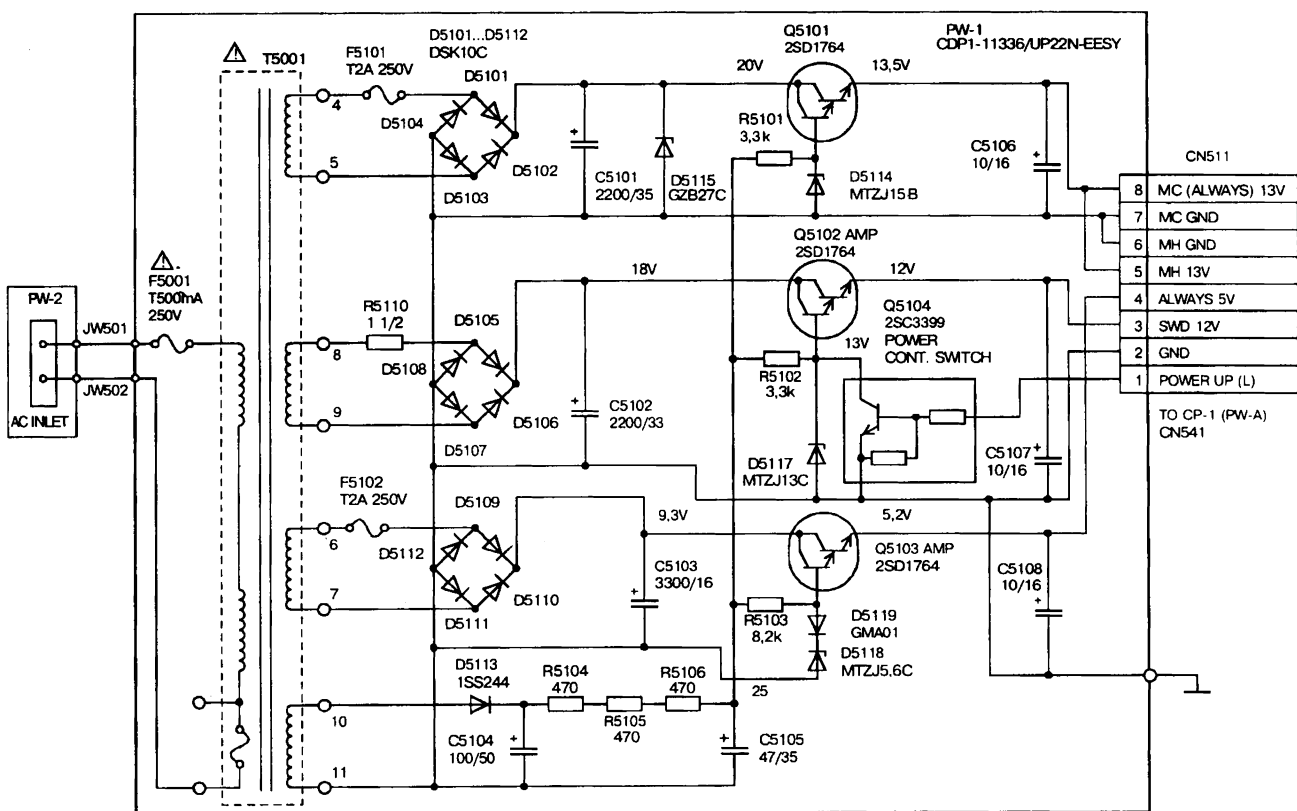 PW-1
CDP1-11336/UP22N-EESY
⚠
T5001
F5101
T2A 250V
D5101...D5112
DSK10C
D5101
D5104
D5102
D5103
4
5
20V
Q5101
2SD1764
13,5V
R5101
3,3k
+
C5101
2200/35
D5115
GZB27C
D5114
MTZJ15B
C5106
10/16
+
CN511
8 MC (ALWAYS) 13V
7 MC GND
6 MH GND
5 MH 13V
4 ALWAYS 5V
3 SWD 12V
2 GND
1 POWER UP (L)
TO CP-1 (PW-A)
CN541
⚠
F5001
T500mA
250V
PW-2
JW501
JW502
AC INLET
R5110
1 1/2
8
9
D5105
D5108
D5106
D5107
18V
Q5102 AMP
2SD1764
12V
Q5104
2SC3399
POWER
CONT. SWITCH
13V
R5102
3,3k
+
C5102
2200/33
D5117
MTZJ13C
C5107
10/16
+
F5102
T2A 250V
6
7
D5109
D5112
D5110
D5111
9,3V
5,2V
Q5103 AMP
2SD1764
C5103
3300/16
+
R5103
8,2k
D5119
GMA01
D5118
MTZJ5,6C
C5108
10/16
+
D5113
1SS244
R5104
470
R5105
470
R5106
470
25
10
11
C5104
100/50
+
+
C5105
47/35